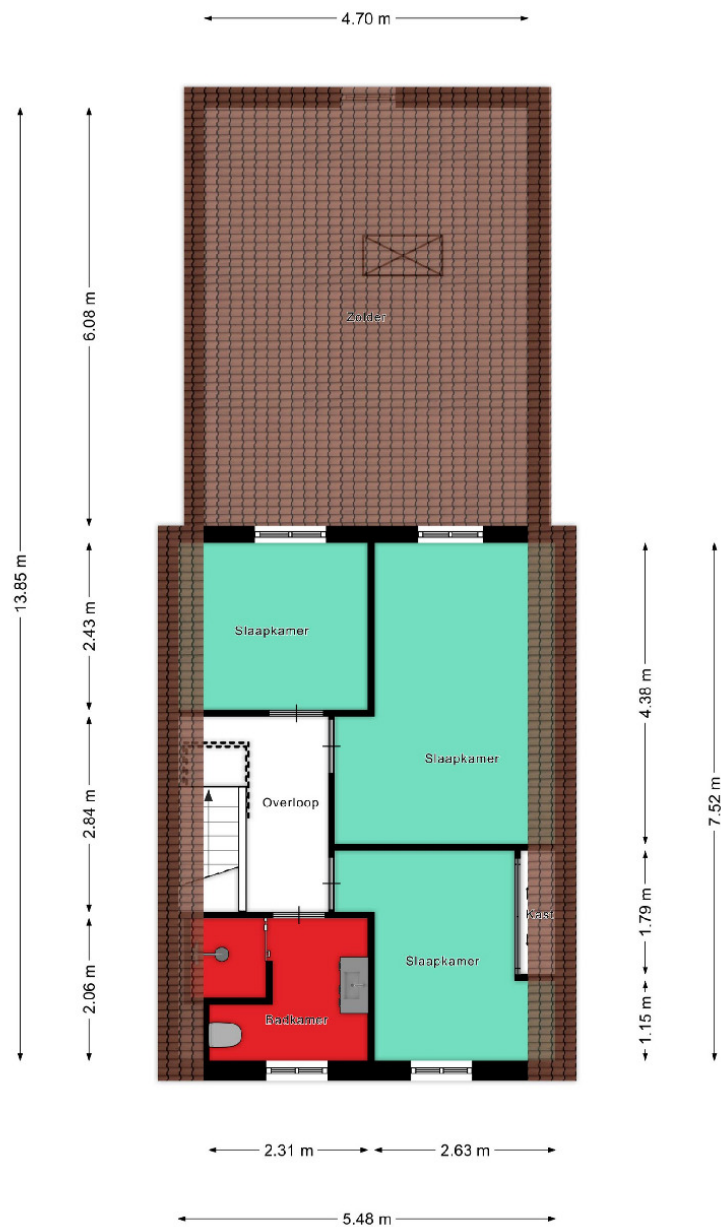 4.70 m
Zolder
6.08 m
13.85 m
Slaapkamer
2.43 m
4.38 m
7.52 m
Slaapkamer
Overloop
2.84 m
Kast
1.79 m
Slaapkamer
2.06 m
Badkamer
1.15 m
2.31 m
2.63 m
5.48 m